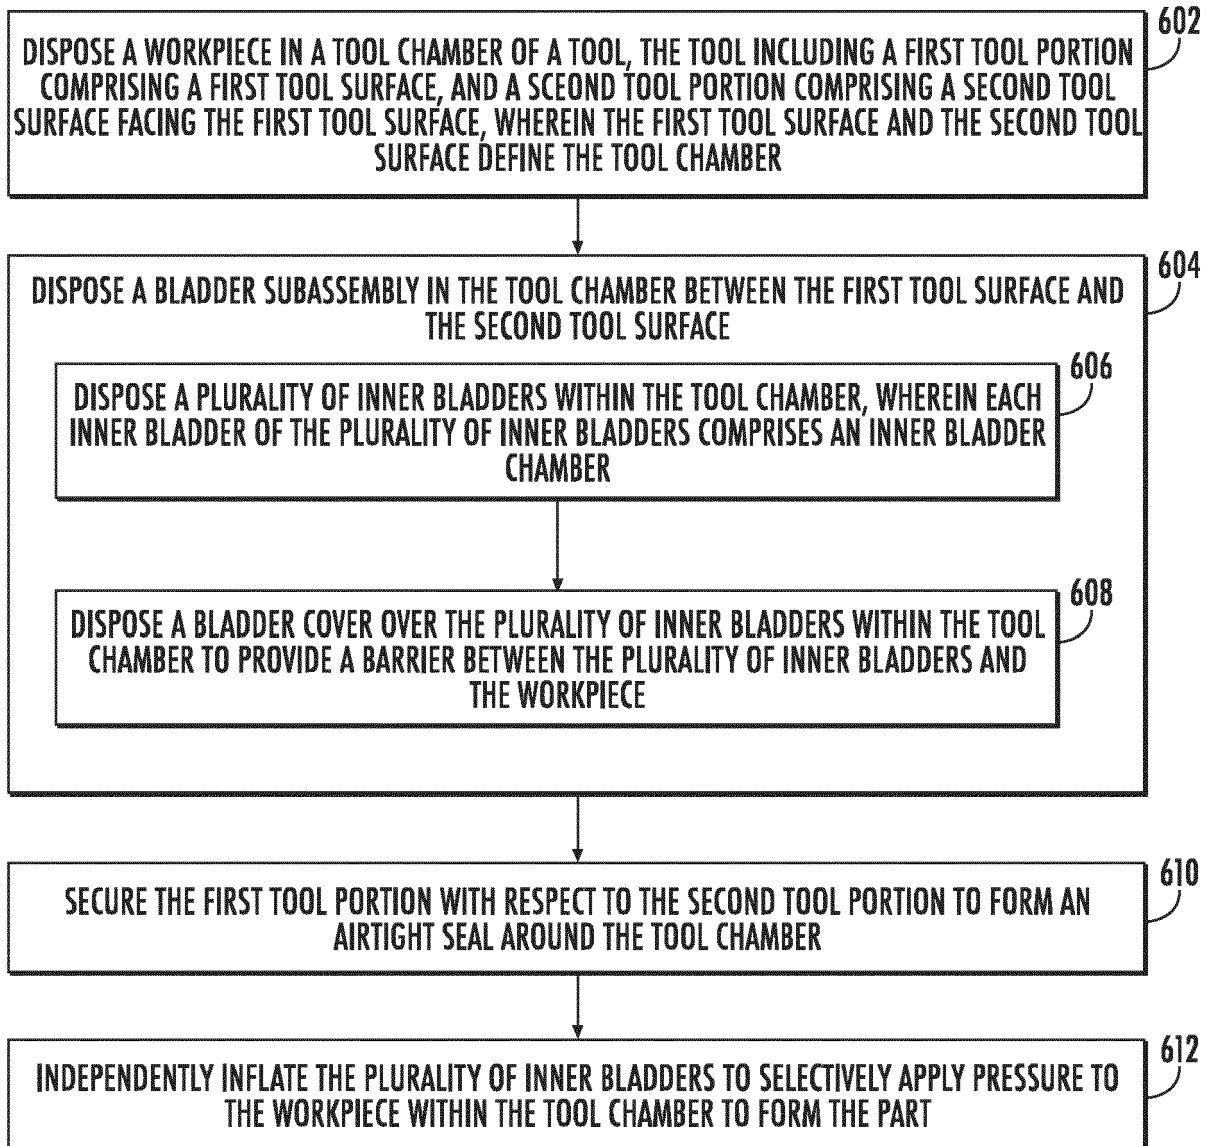 602
DISPOSE A WORKPIECE IN A TOOL CHAMBER OF A TOOL, THE TOOL INCLUDING A FIRST TOOL PORTION
COMPRISING A FIRST TOOL SURFACE, AND A SCEOND TOOL PORTION COMPRISING A SECOND TOOL
SURFACE FACING THE FIRST TOOL SURFACE, WHEREIN THE FIRST TOOL SURFACE AND THE SECOND TOOL
SURFACE DEFINE THE TOOL CHAMBER
604
DISPOSE A BLADDER SUBASSEMBLY IN THE TOOL CHAMBER BETWEEN THE FIRST TOOL SURFACE AND
THE SECOND TOOL SURFACE
606
DISPOSE A PLURALITY OF INNER BLADDERS WITHIN THE TOOL CHAMBER, WHEREIN EACH
INNER BLADDER OF THE PLURALITY OF INNER BLADDERS COMPRISES AN INNER BLADDER
CHAMBER
608
DISPOSE A BLADDER COVER OVER THE PLURALITY OF INNER BLADDERS WITHIN THE TOOL
CHAMBER TO PROVIDE A BARRIER BETWEEN THE PLURALITY OF INNER BLADDERS AND
THE WORKPIECE
610
SECURE THE FIRST TOOL PORTION WITH RESPECT TO THE SECOND TOOL PORTION TO FORM AN
AIRTIGHT SEAL AROUND THE TOOL CHAMBER
612
INDEPENDENTLY INFLATE THE PLURALITY OF INNER BLADDERS TO SELECTIVELY APPLY PRESSURE TO
THE WORKPIECE WITHIN THE TOOL CHAMBER TO FORM THE PART